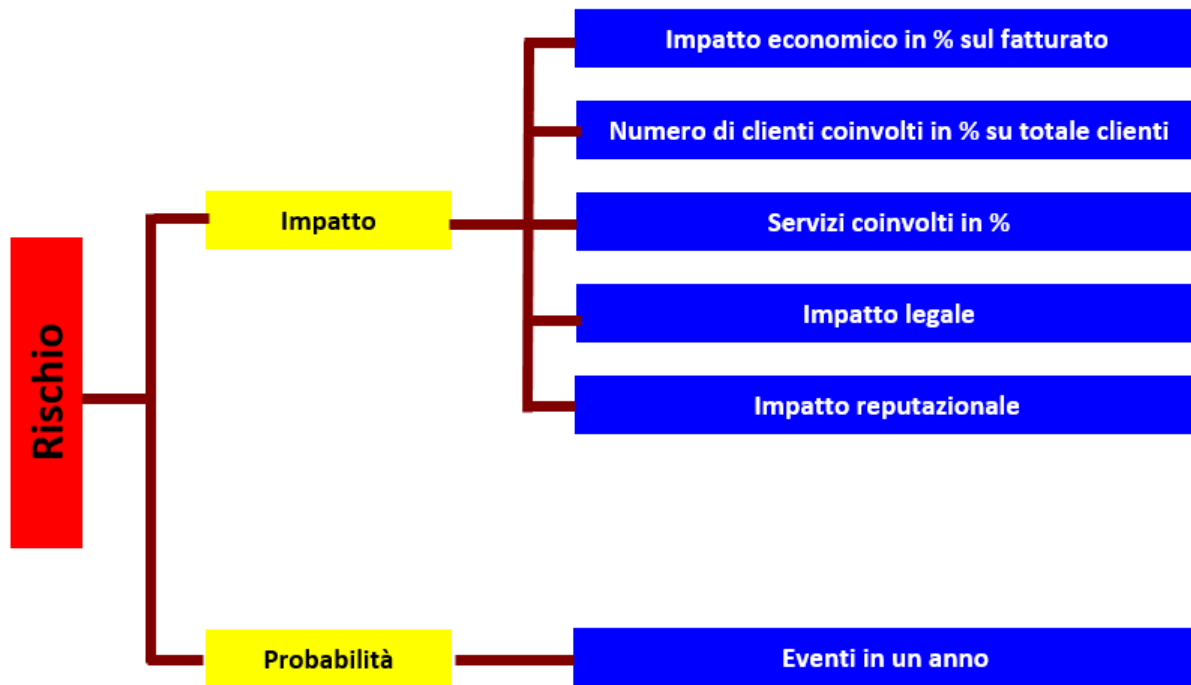 Impatto economico in % sul fatturato
Numero di clienti coinvolti in % su totale clienti
Impatto
Servizi coinvolti in %
Impatto legale
Rischio
Impatto reputazionale
Probabilità
Eventi in un anno